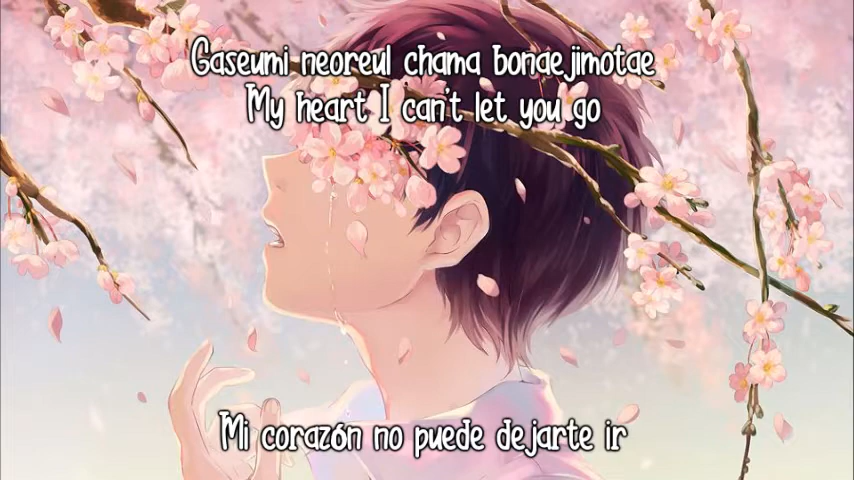 Gaseumi neoreul chama bonaejimotae
My heart I can't let you go
Mi corazón no puede dejarte ir